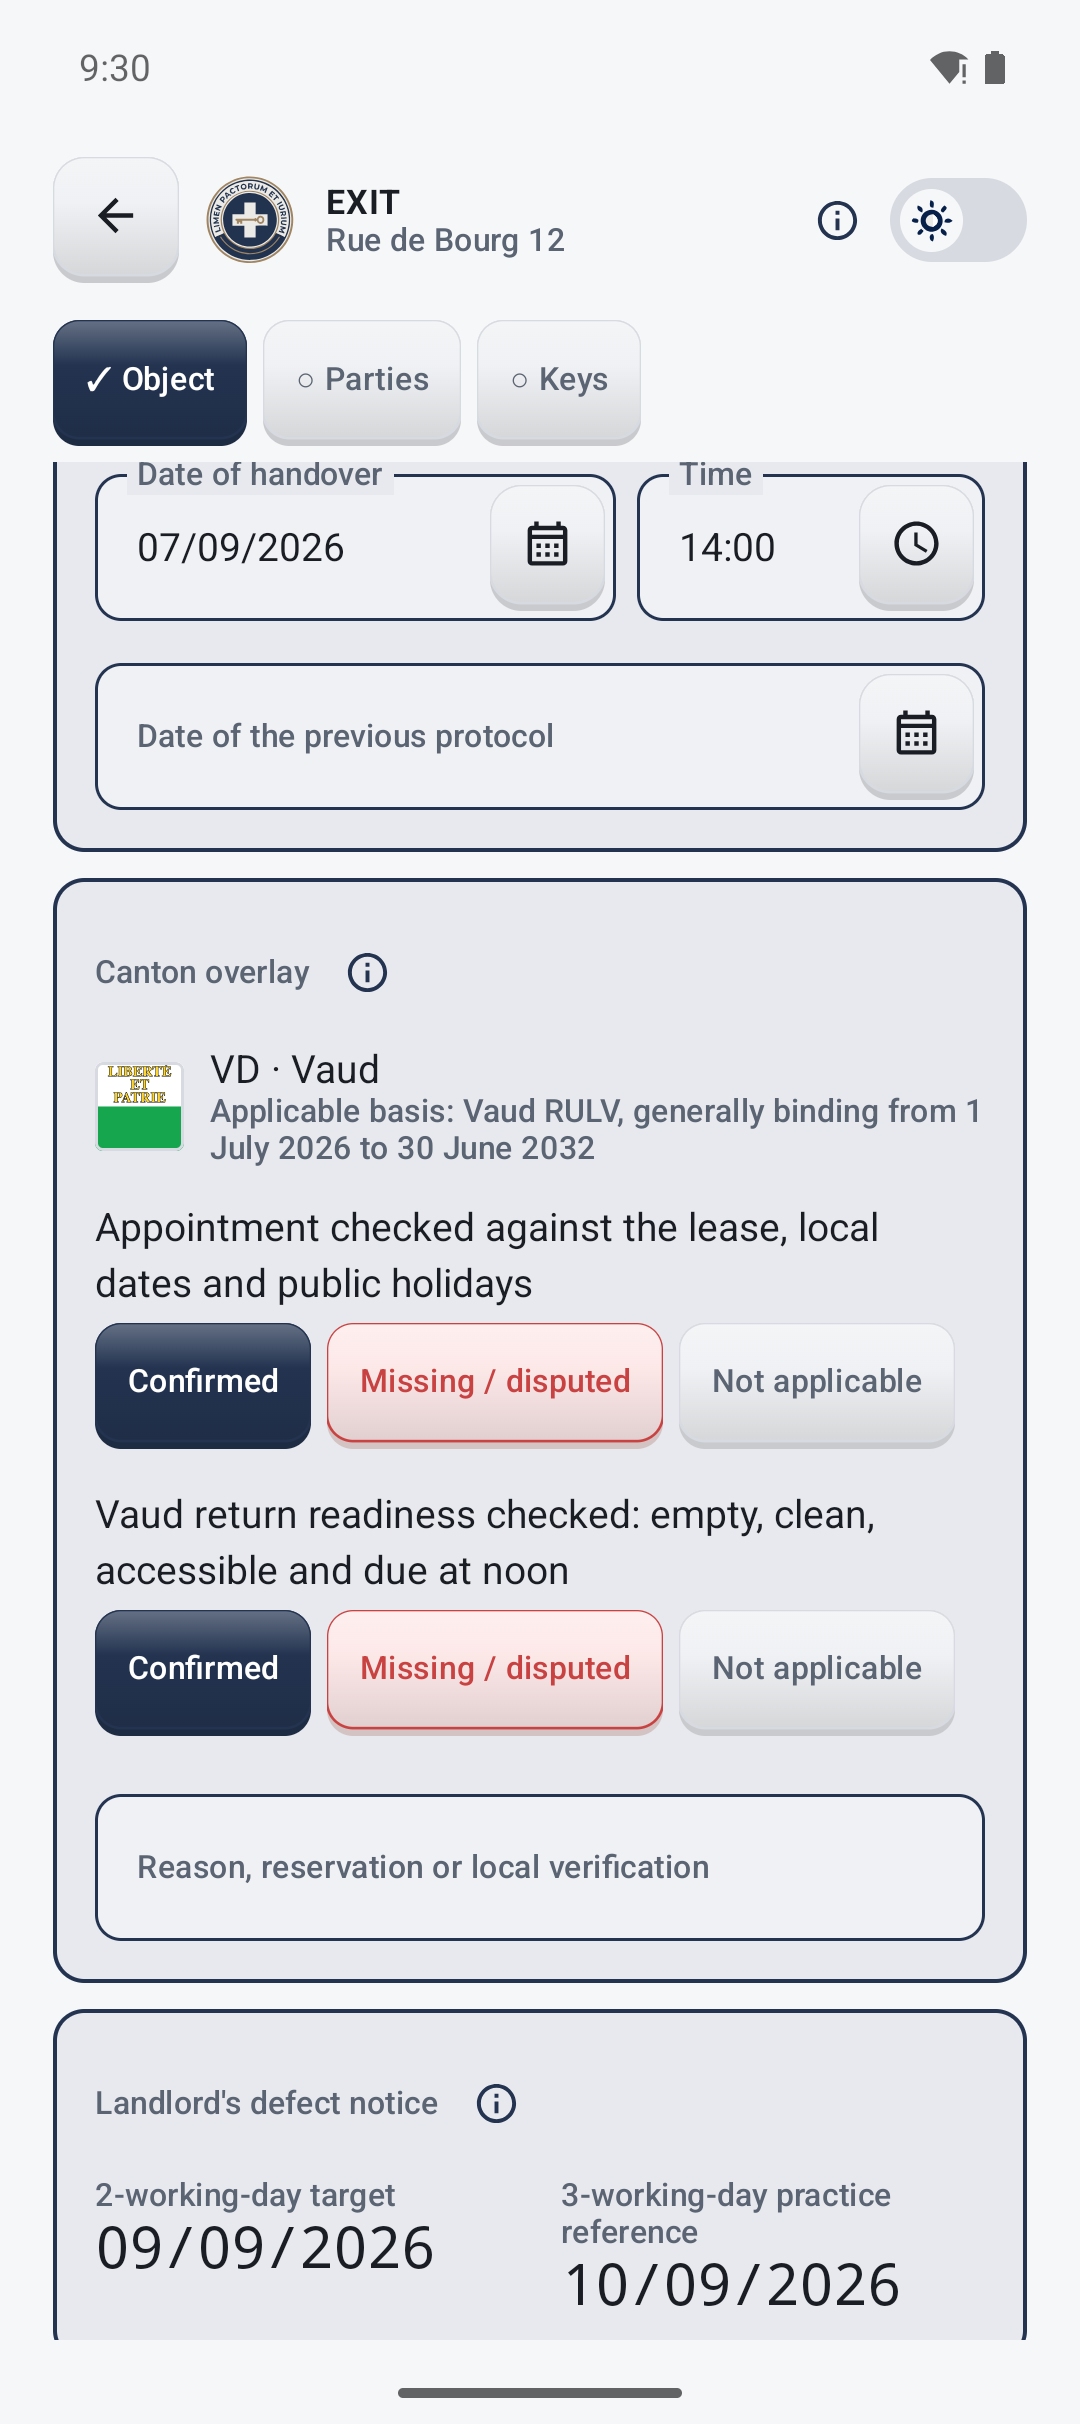 9:30
LIMEN PACTORUM ET IURIUM
EXIT
Rue de Bourg 12
✓ Object
○ Parties
○ Keys
Date of handover
Time
07/09/2026
14:00
Date of the previous protocol
Canton overlay
LIBERTÉ
ET
PATRIE
VD · Vaud
Applicable basis: Vaud RULV, generally binding from 1
July 2026 to 30 June 2032
Appointment checked against the lease, local
dates and public holidays
Confirmed
Missing / disputed
Not applicable
Vaud return readiness checked: empty, clean,
accessible and due at noon
Confirmed
Missing / disputed
Not applicable
Reason, reservation or local verification
Landlord's defect notice
2-working-day target
09/09/2026
3-working-day practice
reference
10/09/2026